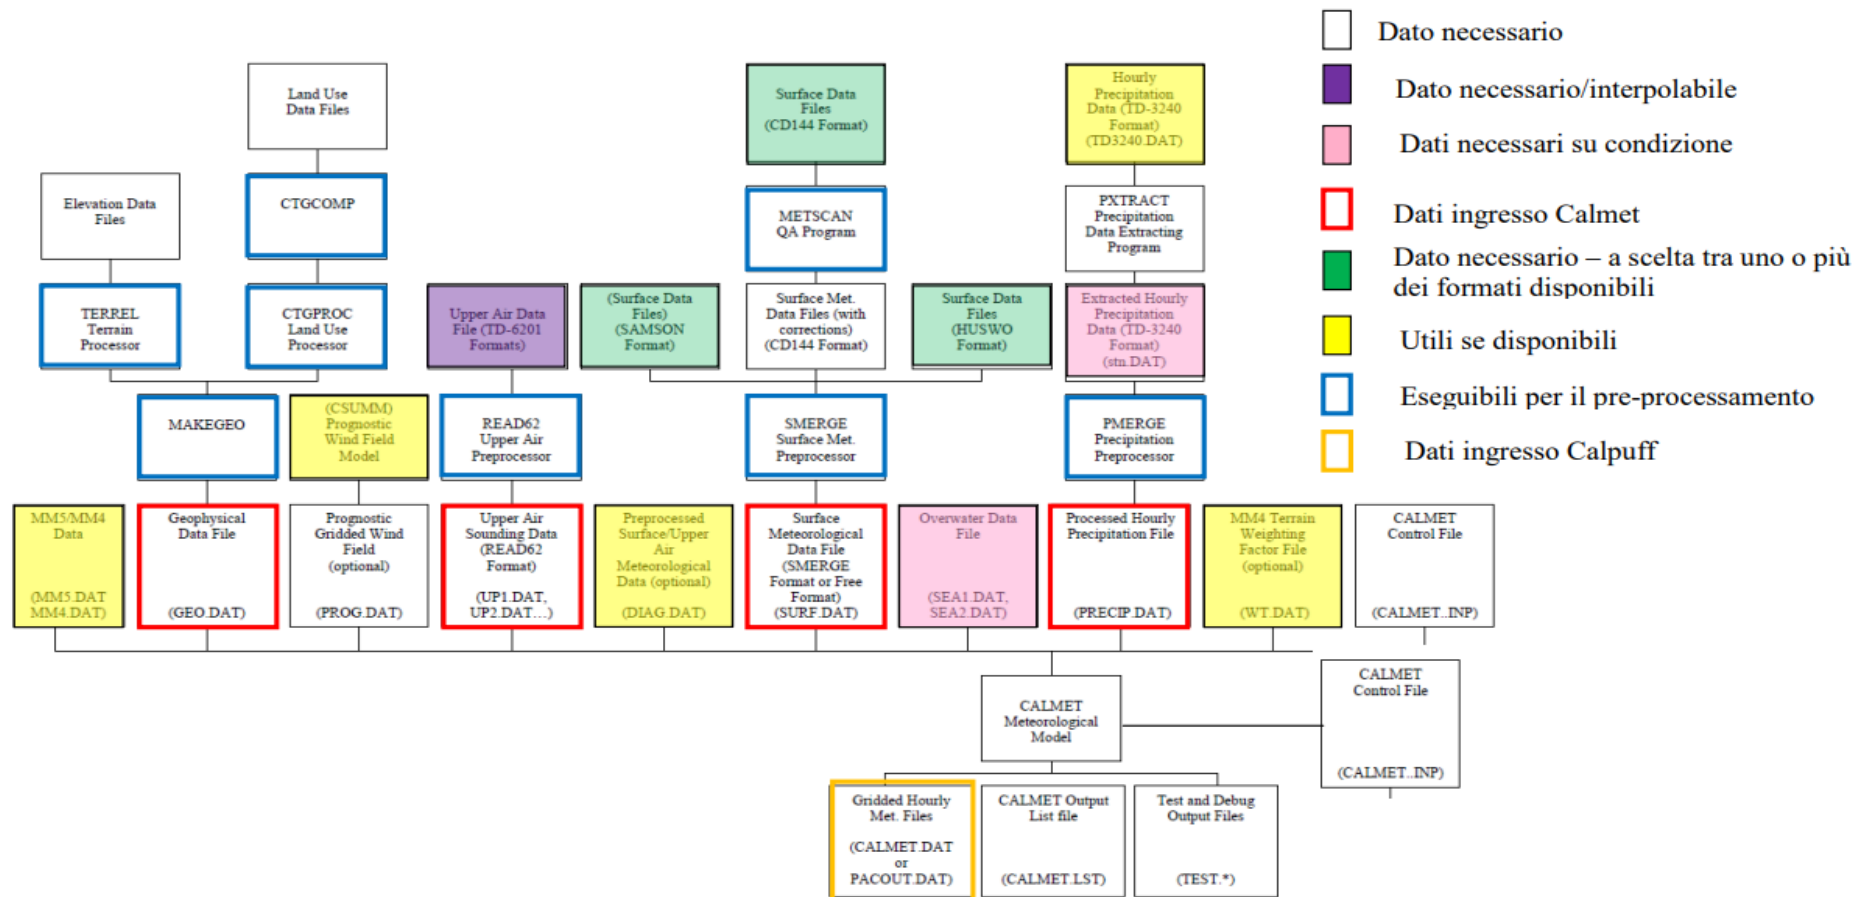 Land Use
Data Files
Surface Data
Files
(CD144 Format)
Hourly
Precipitation
Data (TD-3240
Format)
(TD3240.DAT)
Elevation Data
Files
CTGCOMP
METSCAN
QA Program
PXTRACT
Precipitation
Data Extracting
Program
TERREL
Terrain
Processor
CTGPROC
Land Use
Processor
Upper Air Data
File (TD-6201
Formats)
(Surface Data
Files)
(SAMSON
Format)
Surface Met.
Data Files (with
corrections)
(CD144 Format)
Surface Data
Files
(HUSWO
Format)
Extracted Hourly
Precipitation
Data (TD-3240
Format)
(stn.DAT)
MAKEGEO
(CSUMM)
Prognostic
Wind Field
Model
READ62
Upper Air
Preprocessor
SMERGE
Surface Met.
Preprocessor
PMERGE
Precipitation
Preprocessor
MM5/MM4
Data
(MM5.DAT
MM4.DAT)
Geophysical
Data File
(GEO.DAT)
Prognostic
Gridded Wind
Field
(optional)
(PROG.DAT)
Upper Air
Sounding Data
(READ62
Format)
(UP1.DAT,
UP2.DAT...)
Preprocessed
Surface/Upper
Air
Meteorological
Data (optional)
(DIAG.DAT)
Surface
Meteorological
Data File
(SMERGE
Format or Free
Format)
(SURF.DAT)
Overwater Data
File
(SEA1.DAT,
SEA2.DAT)
Processed Hourly
Precipitation File
(PRECIP.DAT)
MM4 Terrain
Weighting
Factor File
(optional)
(WT.DAT)
CALMET
Control File
(CALMET..INP)
CALMET
Meteorological
Model
CALMET
Control File
(CALMET..INP)
Gridded Hourly
Met. Files
(CALMET.DAT
or
PACOUT.DAT)
CALMET Output
List file
(CALMET.LST)
Test and Debug
Output Files
(TEST.*)
Dato necessario
Dato necessario/interpolabile
Dati necessari su condizione
Dati ingresso Calmet
Dato necessario – a scelta tra uno o più
dei formati disponibili
Utili se disponibili
Eseguibili per il pre-processamento
Dati ingresso Calpuff